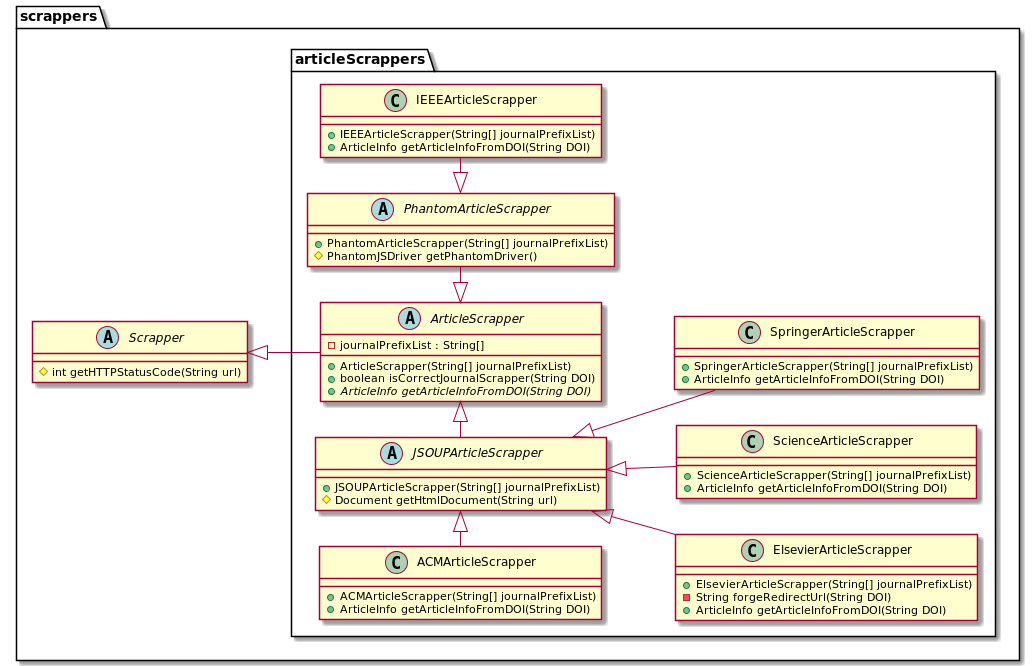 scrappers
articleScrappers
C IEEEArticleScrapper
IEEEArticleScrapper(String[] journalPrefixList)
ArticleInfo getArticleInfoFromDOI(String DOI)
A PhantomArticleScrapper
PhantomArticleScrapper(String[] journalPrefixList)
PhantomJSDriver getPhantomDriver()
A Scrapper
int getHTTPStatusCode(String url)
A ArticleScrapper
journalPrefixList : String[]
ArticleScrapper(String[] journalPrefixList)
boolean isCorrectJournalScrapper(String DOI)
ArticleInfo getArticleInfoFromDOI(String DOI)
C SpringerArticleScrapper
SpringerArticleScrapper(String[] journalPrefixList)
ArticleInfo getArticleInfoFromDOI(String DOI)
A JSOUPArticleScrapper
JSOUPArticleScrapper(String[] journalPrefixList)
Document getHtmlDocument(String url)
C ScienceArticleScrapper
ScienceArticleScrapper(String[] journalPrefixList)
ArticleInfo getArticleInfoFromDOI(String DOI)
C ACMArticleScrapper
ACMArticleScrapper(String[] journalPrefixList)
ArticleInfo getArticleInfoFromDOI(String DOI)
C ElsevierArticleScrapper
ElsevierArticleScrapper(String[] journalPrefixList)
String forgeRedirectUrl(String DOI)
ArticleInfo getArticleInfoFromDOI(String DOI)